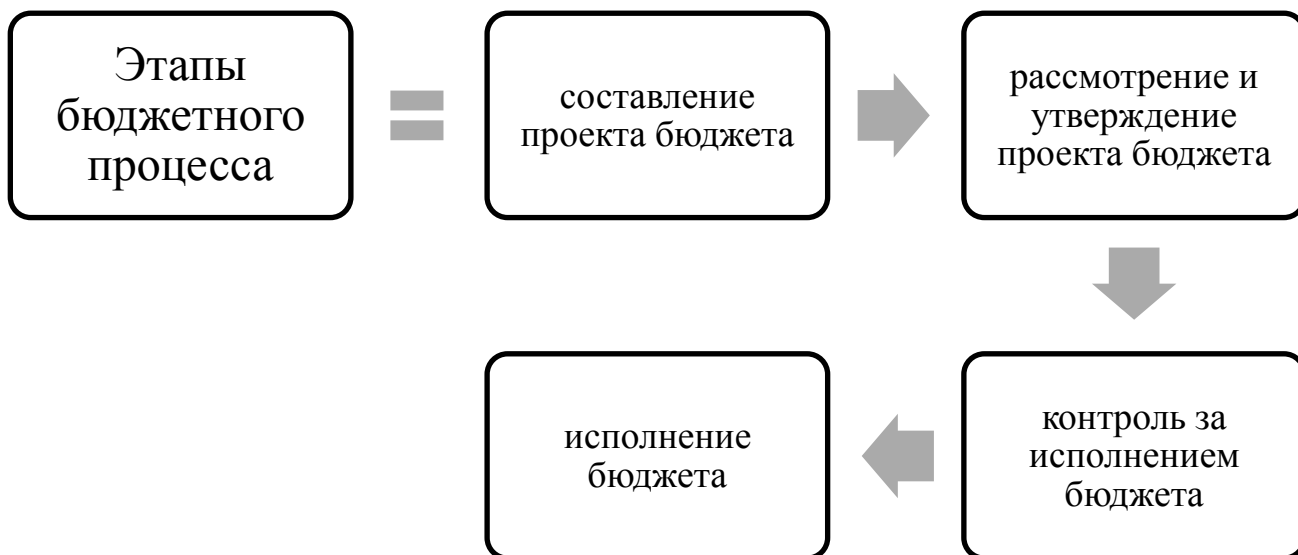 Этапы
бюджетного
процесса
составление
проекта бюджета
рассмотрение и
утверждение
проекта бюджета
контроль за
исполнением
бюджета
исполнение
бюджета